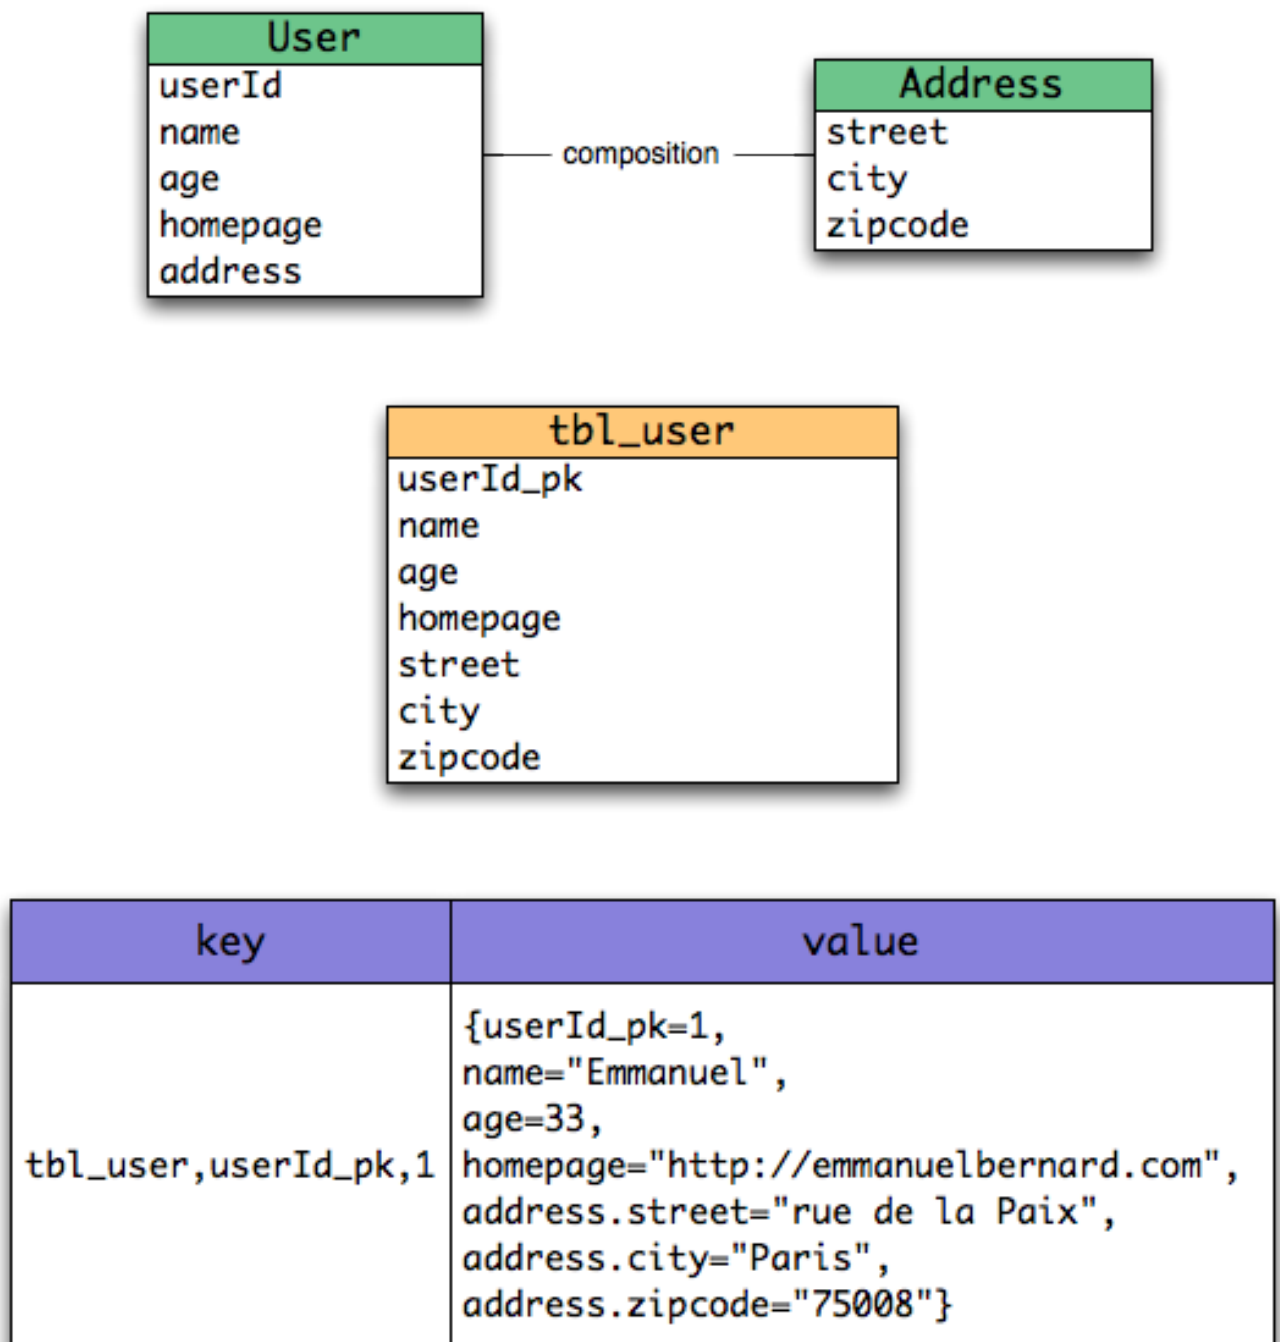 User
userId
name
age
homepage
address
composition
Address
street
city
zipcode
tbl_user
userId_pk
name
age
homepage
street
city
zipcode
key
value
tbl_user,userId_pk,1
{userId_pk=1,
name="Emmanuel",
age=33,
homepage="http://emmanuelbernard.com",
address.street="rue de la Paix",
address.city="Paris",
address.zipcode="75008"}